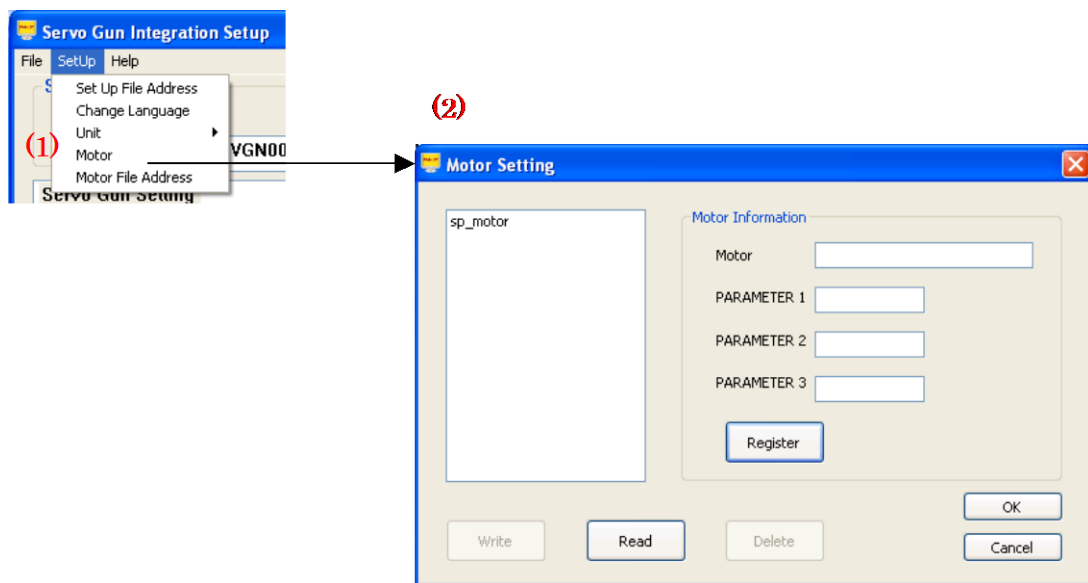 Servo Gun Integration Setup
File SetUp Help
Set Up File Address
Change Language
Unit
(1)
Motor
VGN00
Motor File Address
Servo Gun Setting
(2)
Motor Setting
sp_motor
Motor Information
Motor
PARAMETER 1
PARAMETER 2
PARAMETER 3
Register
OK
Write Read Delete
Cancel